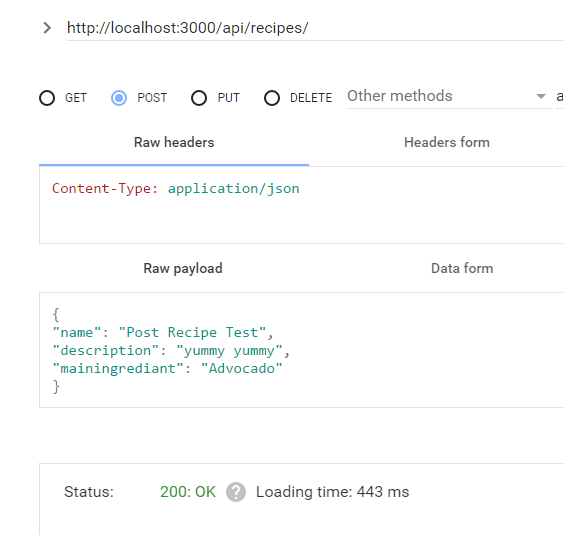 http://localhost:3000/api/recipes/
GET POST PUT DELETE Other methods a
Raw headers Headers form
Content-Type: application/json
Raw payload Data form
{
"name": "Post Recipe Test",
"description": "yummy yummy",
"mainingrediant": "Advocado"
}
Status: 200: OK ? Loading time: 443 ms